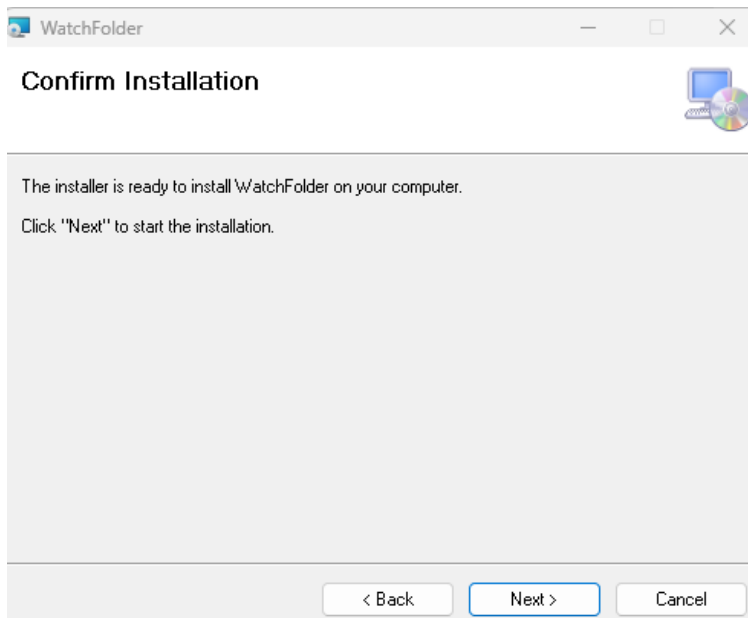 WatchFolder
Confirm Installation
The installer is ready to install WatchFolder on your computer.
Click "Next" to start the installation.
< Back
Next >
Cancel